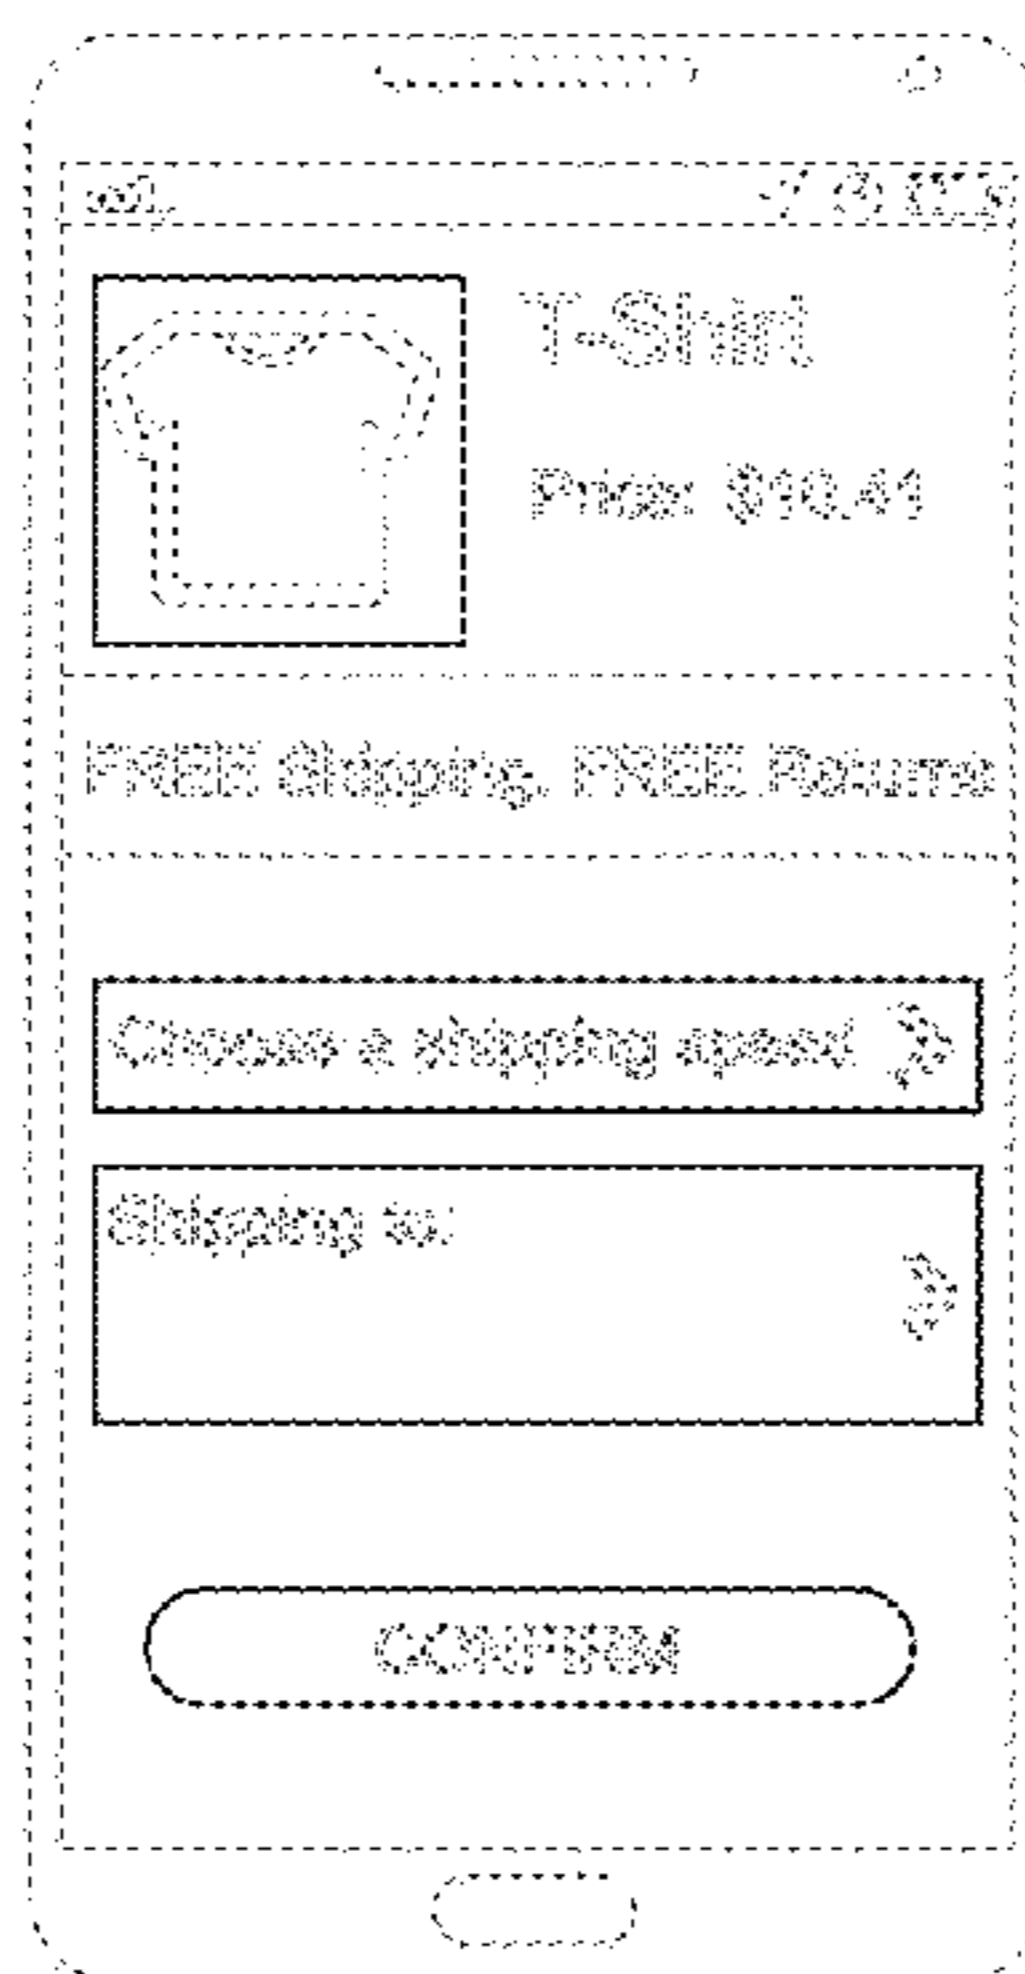 T-Shirt
Price: $10.41
FREE Shipping, FREE Returns
Choose a shipping speed
Shipping to:
CONFIRM